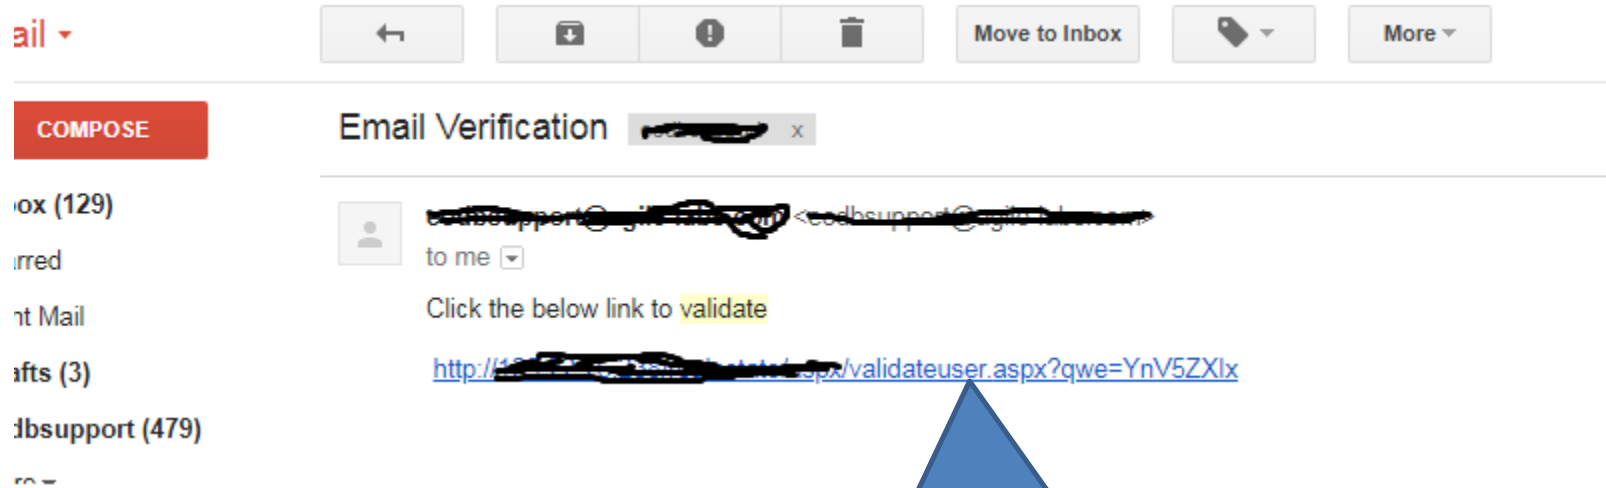 ail
Move to Inbox
More
COMPOSE
Email Verification x
ox (129)
to me
rred
Click the below link to validate
nt Mail
http:// /validateuser.aspx?qwe=YnV5ZXIx
afts (3)
dbsupport (479)